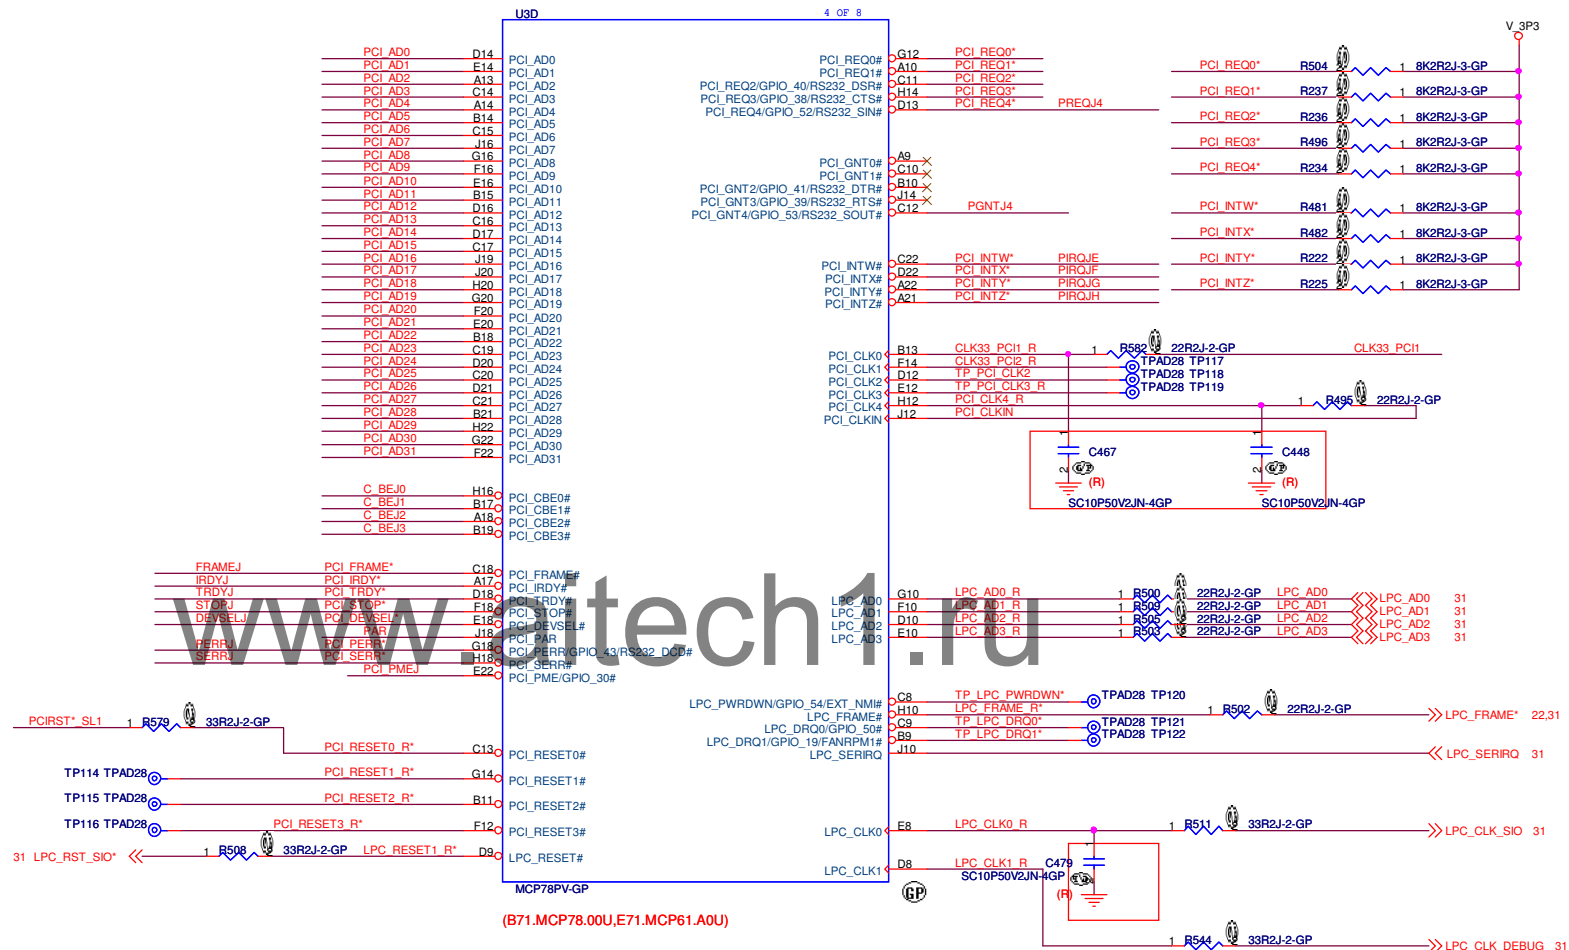 U3D
4 OF 8
V_3P3
PCI_AD0 D14 PCI_AD0
PCI_AD1 E14 PCI_AD1
PCI_AD2 A13 PCI_AD2
PCI_AD3 C14 PCI_AD3
PCI_AD4 A14 PCI_AD4
PCI_AD5 B14 PCI_AD5
PCI_AD6 C15 PCI_AD6
PCI_AD7 J16 PCI_AD7
PCI_AD8 G16 PCI_AD8
PCI_AD9 F16 PCI_AD9
PCI_AD10 E16 PCI_AD10
PCI_AD11 B15 PCI_AD11
PCI_AD12 D16 PCI_AD12
PCI_AD13 C16 PCI_AD13
PCI_AD14 D17 PCI_AD14
PCI_AD15 C17 PCI_AD15
PCI_AD16 J19 PCI_AD16
PCI_AD17 J20 PCI_AD17
PCI_AD18 H20 PCI_AD18
PCI_AD19 G20 PCI_AD19
PCI_AD20 F20 PCI_AD20
PCI_AD21 E20 PCI_AD21
PCI_AD22 B18 PCI_AD22
PCI_AD23 C19 PCI_AD23
PCI_AD24 D20 PCI_AD24
PCI_AD25 C20 PCI_AD25
PCI_AD26 D21 PCI_AD26
PCI_AD27 C21 PCI_AD27
PCI_AD28 B21 PCI_AD28
PCI_AD29 H22 PCI_AD29
PCI_AD30 G22 PCI_AD30
PCI_AD31 F22 PCI_AD31
C_BEJ0 H16 PCI_CBE0#
C_BEJ1 B17 PCI_CBE1#
C_BEJ2 A18 PCI_CBE2#
C_BEJ3 B19 PCI_CBE3#
FRAMEJ PCI_FRAME* C18 PCI_FRAME#
IRDYJ PCI_IRDY* A17 PCI_IRDY#
TRDYJ PCI_TRDY* D18 PCI_TRDY#
STOPJ PCI_STOP* F18 PCI_STOP#
DEVSELJ PCI_DEVSEL* E18 PCI_DEVSEL#
PAR J18 PCI_PAR
PERRJ PCI_PERR* G18 PCI_PERR/GPIO_43/RS232_DCD#
SERRJ PCI_SERR* H18 PCI_SERR#
PCI_PMEJ E22 PCI_PME/GPIO_30#
PCIRST*_SL1 1 R579 33R2J-2-GP
PCI_RESET0_R* C13 PCI_RESET0#
TP114 TPAD28 PCI_RESET1_R* G14 PCI_RESET1#
TP115 TPAD28 PCI_RESET2_R* B11 PCI_RESET2#
TP116 TPAD28 PCI_RESET3_R* F12 PCI_RESET3#
31 LPC_RST_SIO* 1 R508 33R2J-2-GP LPC_RESET1_R* D9 LPC_RESET#
PCI_REQ0# G12 PCI_REQ0*
PCI_REQ1# A10 PCI_REQ1*
PCI_REQ2/GPIO_40/RS232_DSR# C11 PCI_REQ2*
PCI_REQ3/GPIO_38/RS232_CTS# H14 PCI_REQ3*
PCI_REQ4/GPIO_52/RS232_SIN# D13 PCI_REQ4* PREQJ4
PCI_GNT0# A9
PCI_GNT1# C10
PCI_GNT2/GPIO_41/RS232_DTR# B10
PCI_GNT3/GPIO_39/RS232_RTS# J14
PCI_GNT4/GPIO_53/RS232_SOUT# C12 PGNTJ4
PCI_INTW# C22 PCI_INTW* PIRQJE
PCI_INTX# D22 PCI_INTX* PIRQJF
PCI_INTY# A22 PCI_INTY* PIRQJG
PCI_INTZ# A21 PCI_INTZ* PIRQJH
PCI_REQ0* R504 1 8K2R2J-3-GP
PCI_REQ1* R237 1 8K2R2J-3-GP
PCI_REQ2* R236 1 8K2R2J-3-GP
PCI_REQ3* R496 1 8K2R2J-3-GP
PCI_REQ4* R234 1 8K2R2J-3-GP
PCI_INTW* R481 1 8K2R2J-3-GP
PCI_INTX* R482 1 8K2R2J-3-GP
PCI_INTY* R222 1 8K2R2J-3-GP
PCI_INTZ* R225 1 8K2R2J-3-GP
PCI_CLK0 B13 CLK33_PCI1_R 1 R582 22R2J-2-GP CLK33_PCI1
PCI_CLK1 F14 CLK33_PCI2_R TPAD28 TP117
PCI_CLK2 D12 TP_PCI_CLK2 TPAD28 TP118
PCI_CLK3 E12 TP_PCI_CLK3_R TPAD28 TP119
PCI_CLK4 H12 PCI_CLK4_R 1 R495 22R2J-2-GP
PCI_CLKIN J12 PCI_CLKIN
1 C467 2 (R) SC10P50V2JN-4GP
1 C448 2 (R) SC10P50V2JN-4GP
LPC_AD0 G10 LPC_AD0_R 1 R500 22R2J-2-GP LPC_AD0 LPC_AD0 31
LPC_AD1 F10 LPC_AD1_R 1 R509 22R2J-2-GP LPC_AD1 LPC_AD1 31
LPC_AD2 D10 LPC_AD2_R 1 R505 22R2J-2-GP LPC_AD2 LPC_AD2 31
LPC_AD3 E10 LPC_AD3_R 1 R503 22R2J-2-GP LPC_AD3 LPC_AD3 31
LPC_PWRDWN/GPIO_54/EXT_NMI# C8 TP_LPC_PWRDWN* TPAD28 TP120
LPC_FRAME# H10 LPC_FRAME_R* 1 R502 22R2J-2-GP LPC_FRAME* 22,31
LPC_DRQ0/GPIO_50# C9 TP_LPC_DRQ0* TPAD28 TP121
LPC_DRQ1/GPIO_19/FANRPM1# B9 TP_LPC_DRQ1* TPAD28 TP122
LPC_SERIRQ J10 LPC_SERIRQ 31
LPC_CLK0 E8 LPC_CLK0_R 1 R511 33R2J-2-GP LPC_CLK_SIO 31
LPC_CLK1 D8 LPC_CLK1_R
1 C479 SC10P50V2JN-4GP (R)
1 R544 33R2J-2-GP LPC_CLK_DEBUG 31
MCP78PV-GP
GP
(B71.MCP78.00U,E71.MCP61.A0U)
www.aitech1.ru